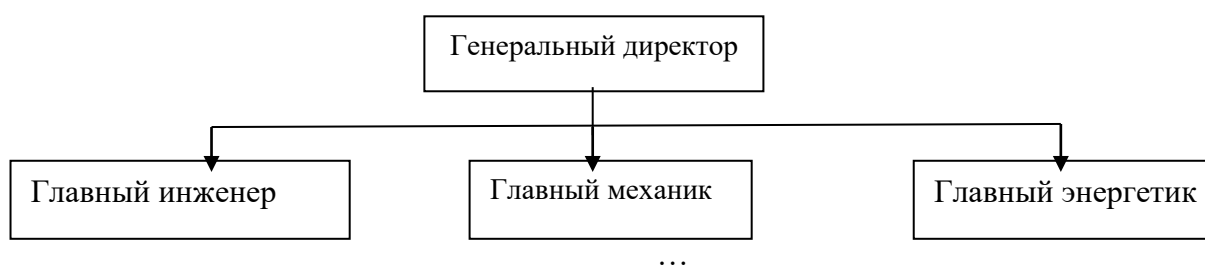 Генеральный директор
Главный инженер
Главный механик
Главный энергетик
…